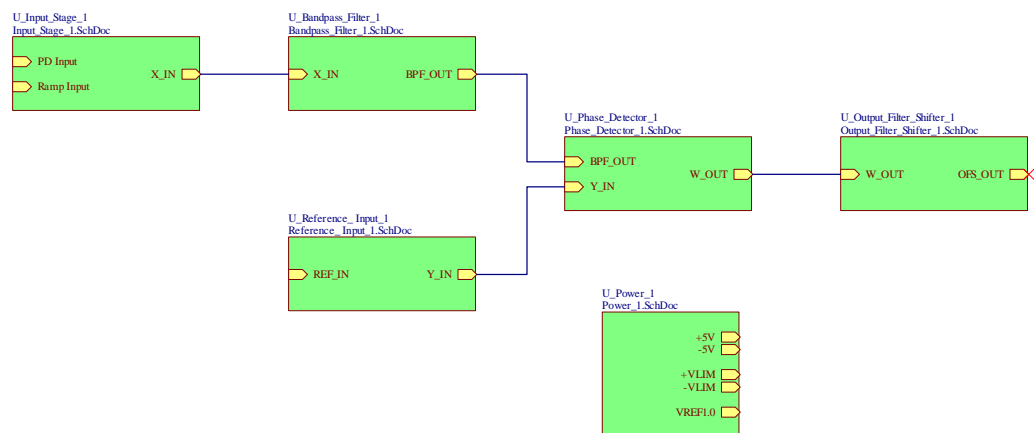 U_Input_Stage_1
Input_Stage_1.SchDoc
PD Input
X_IN
Ramp Input
U_Bandpass_Filter_1
Bandpass_Filter_1.SchDoc
X_IN
BPF_OUT
U_Phase_Detector_1
Phase_Detector_1.SchDoc
BPF_OUT
W_OUT
Y_IN
U_Output_Filter_Shifter_1
Output_Filter_Shifter_1.SchDoc
W_OUT
OFS_OUT
U_Reference_ Input_1
Reference_ Input_1.SchDoc
REF_IN
Y_IN
U_Power_1
Power_1.SchDoc
+5V
-5V
+VLIM
-VLIM
VREF1.0